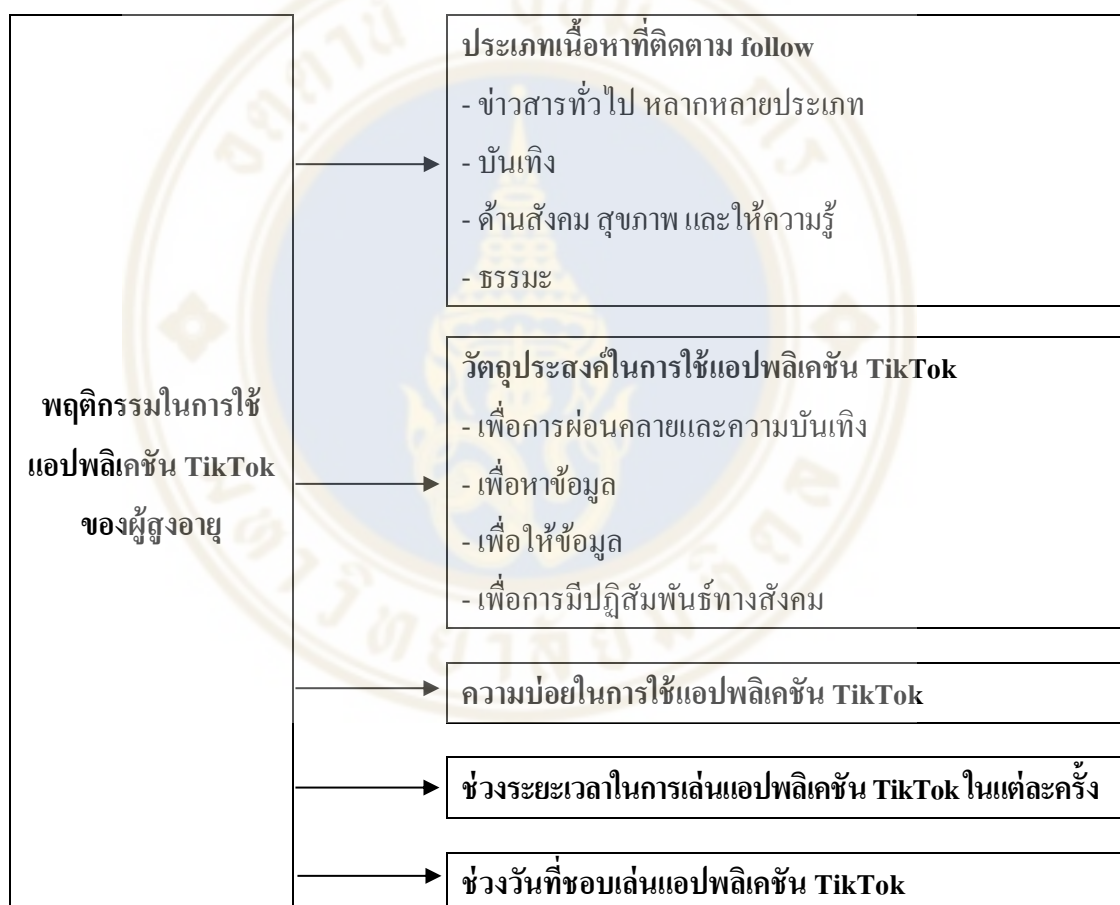 พฤติกรรมในการใช้
แอปพลิเคชัน TikTok
ของผู้สูงอายุ
ประเภทเนื้อหาที่ติดตาม follow
- ข่าวสารทั่วไป หลากหลายประเภท
- บันเทิง
- ด้านสังคม สุขภาพ และให้ความรู้
- ธรรมะ
วัตถุประสงค์ในการใช้แอปพลิเคชัน TikTok
- เพื่อการผ่อนคลายและความบันเทิง
- เพื่อหาข้อมูล
- เพื่อให้ข้อมูล
- เพื่อการมีปฏิสัมพันธ์ทางสังคม
ความบ่อยในการใช้แอปพลิเคชัน TikTok
ช่วงระยะเวลาในการเล่นแอปพลิเคชัน TikTok ในแต่ละครั้ง
ช่วงวันที่ชอบเล่นแอปพลิเคชัน TikTok